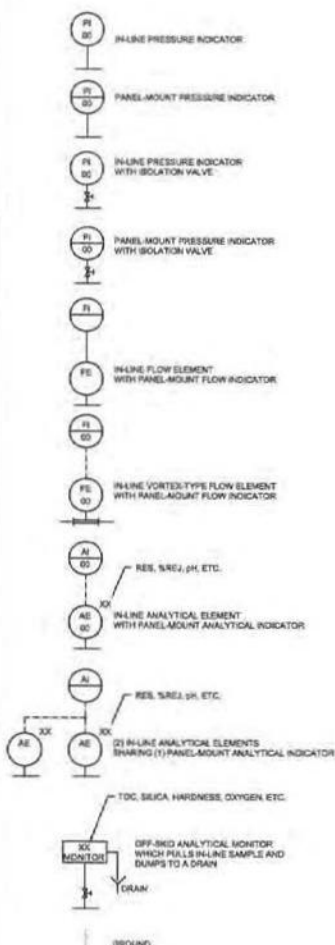 PI
00
IN-LINE PRESSURE INDICATOR
PI
00
PANEL-MOUNT PRESSURE INDICATOR
PI
00
IN-LINE PRESSURE INDICATOR
WITH ISOLATION VALVE
PI
00
PANEL-MOUNT PRESSURE INDICATOR
WITH ISOLATION VALVE
FI
FE
IN-LINE FLOW ELEMENT
WITH PANEL-MOUNT FLOW INDICATOR
FI
00
FE
00
IN-LINE VORTEX-TYPE FLOW ELEMENT
WITH PANEL-MOUNT FLOW INDICATOR
AI
00
RES, %REJ, pH, ETC.
XX
AE
00
IN-LINE ANALYTICAL ELEMENT
WITH PANEL-MOUNT ANALYTICAL INDICATOR
AI
RES, %REJ, pH, ETC.
XX
XX
AE
AE
(2) IN-LINE ANALYTICAL ELEMENTS
SHARING (1) PANEL-MOUNT ANALYTICAL INDICATOR
TOC, SILICA, HARDNESS, OXYGEN, ETC.
XX
MONITOR
OFF-SKID ANALYTICAL MONITOR
WHICH PULLS IN-LINE SAMPLE AND
DUMPS TO A DRAIN
DRAIN
GROUND